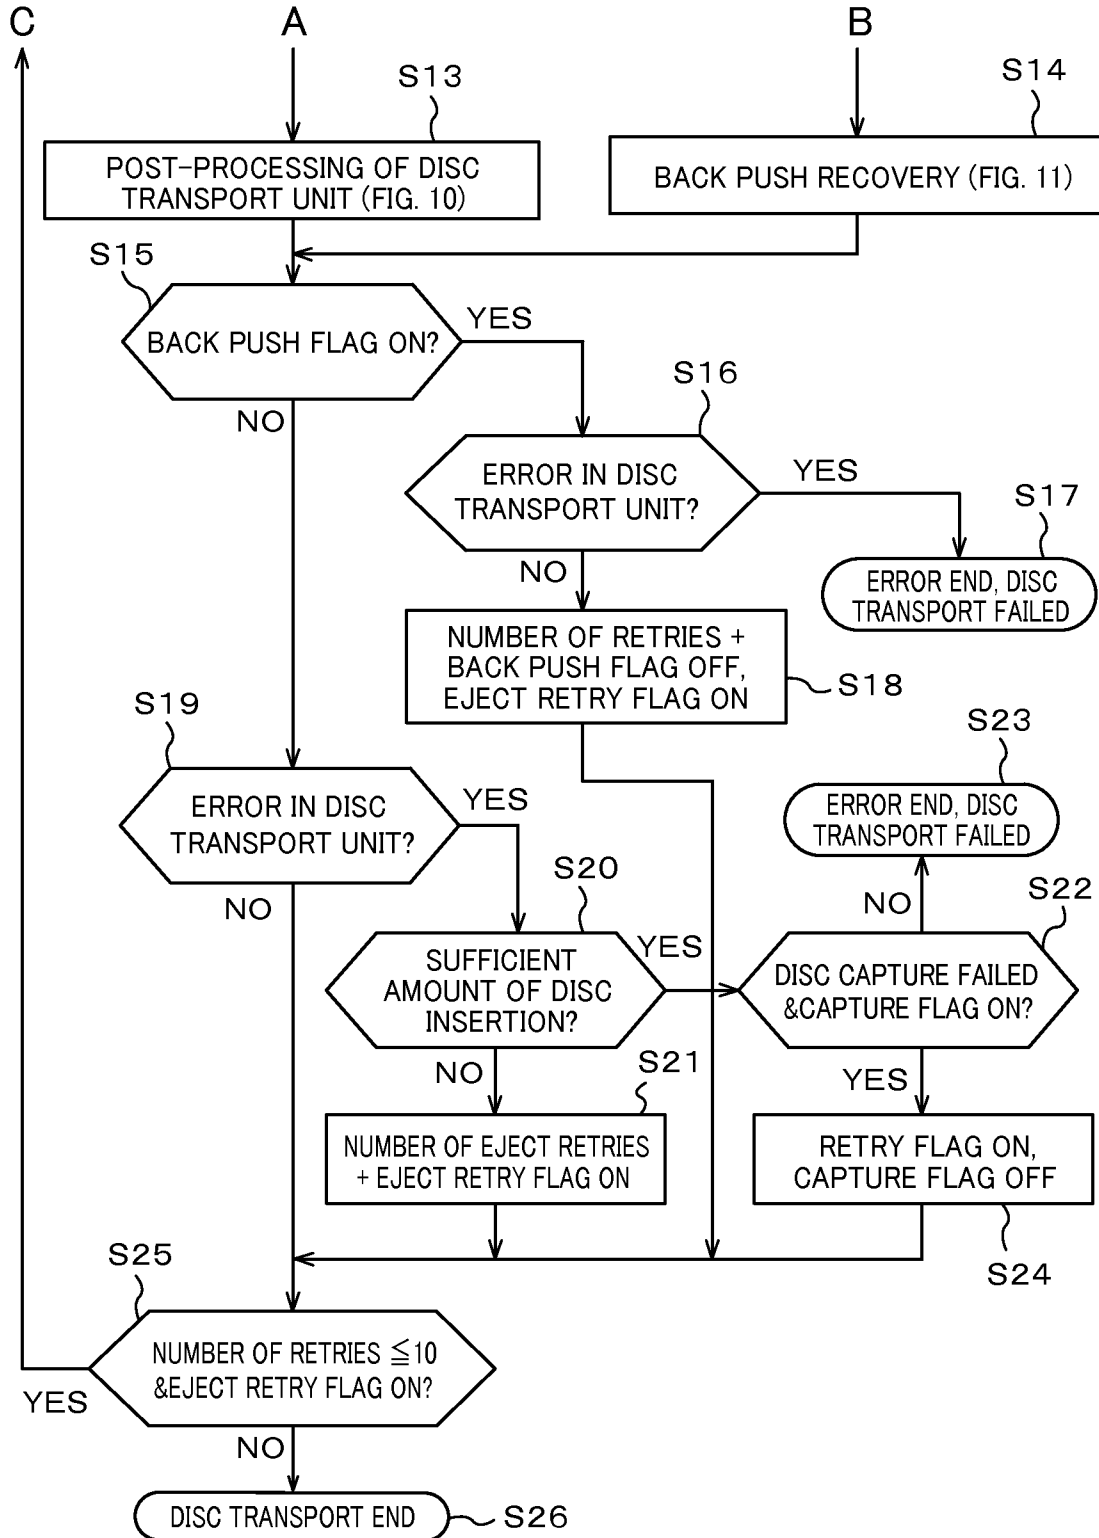 C
A
B
S13
S14
POST-PROCESSING OF DISC
TRANSPORT UNIT (FIG. 10)
BACK PUSH RECOVERY (FIG. 11)
S15
BACK PUSH FLAG ON?
YES
NO
S16
ERROR IN DISC
TRANSPORT UNIT?
YES
NO
S17
ERROR END, DISC
TRANSPORT FAILED
NUMBER OF RETRIES +
BACK PUSH FLAG OFF,
EJECT RETRY FLAG ON
S18
S19
ERROR IN DISC
TRANSPORT UNIT?
YES
NO
S23
ERROR END, DISC
TRANSPORT FAILED
S20
SUFFICIENT
AMOUNT OF DISC
INSERTION?
YES
NO
S22
NO
DISC CAPTURE FAILED
&CAPTURE FLAG ON?
YES
S21
NUMBER OF EJECT RETRIES
+ EJECT RETRY FLAG ON
RETRY FLAG ON,
CAPTURE FLAG OFF
S24
S25
NUMBER OF RETRIES ≦10
&EJECT RETRY FLAG ON?
YES
NO
DISC TRANSPORT END
S26